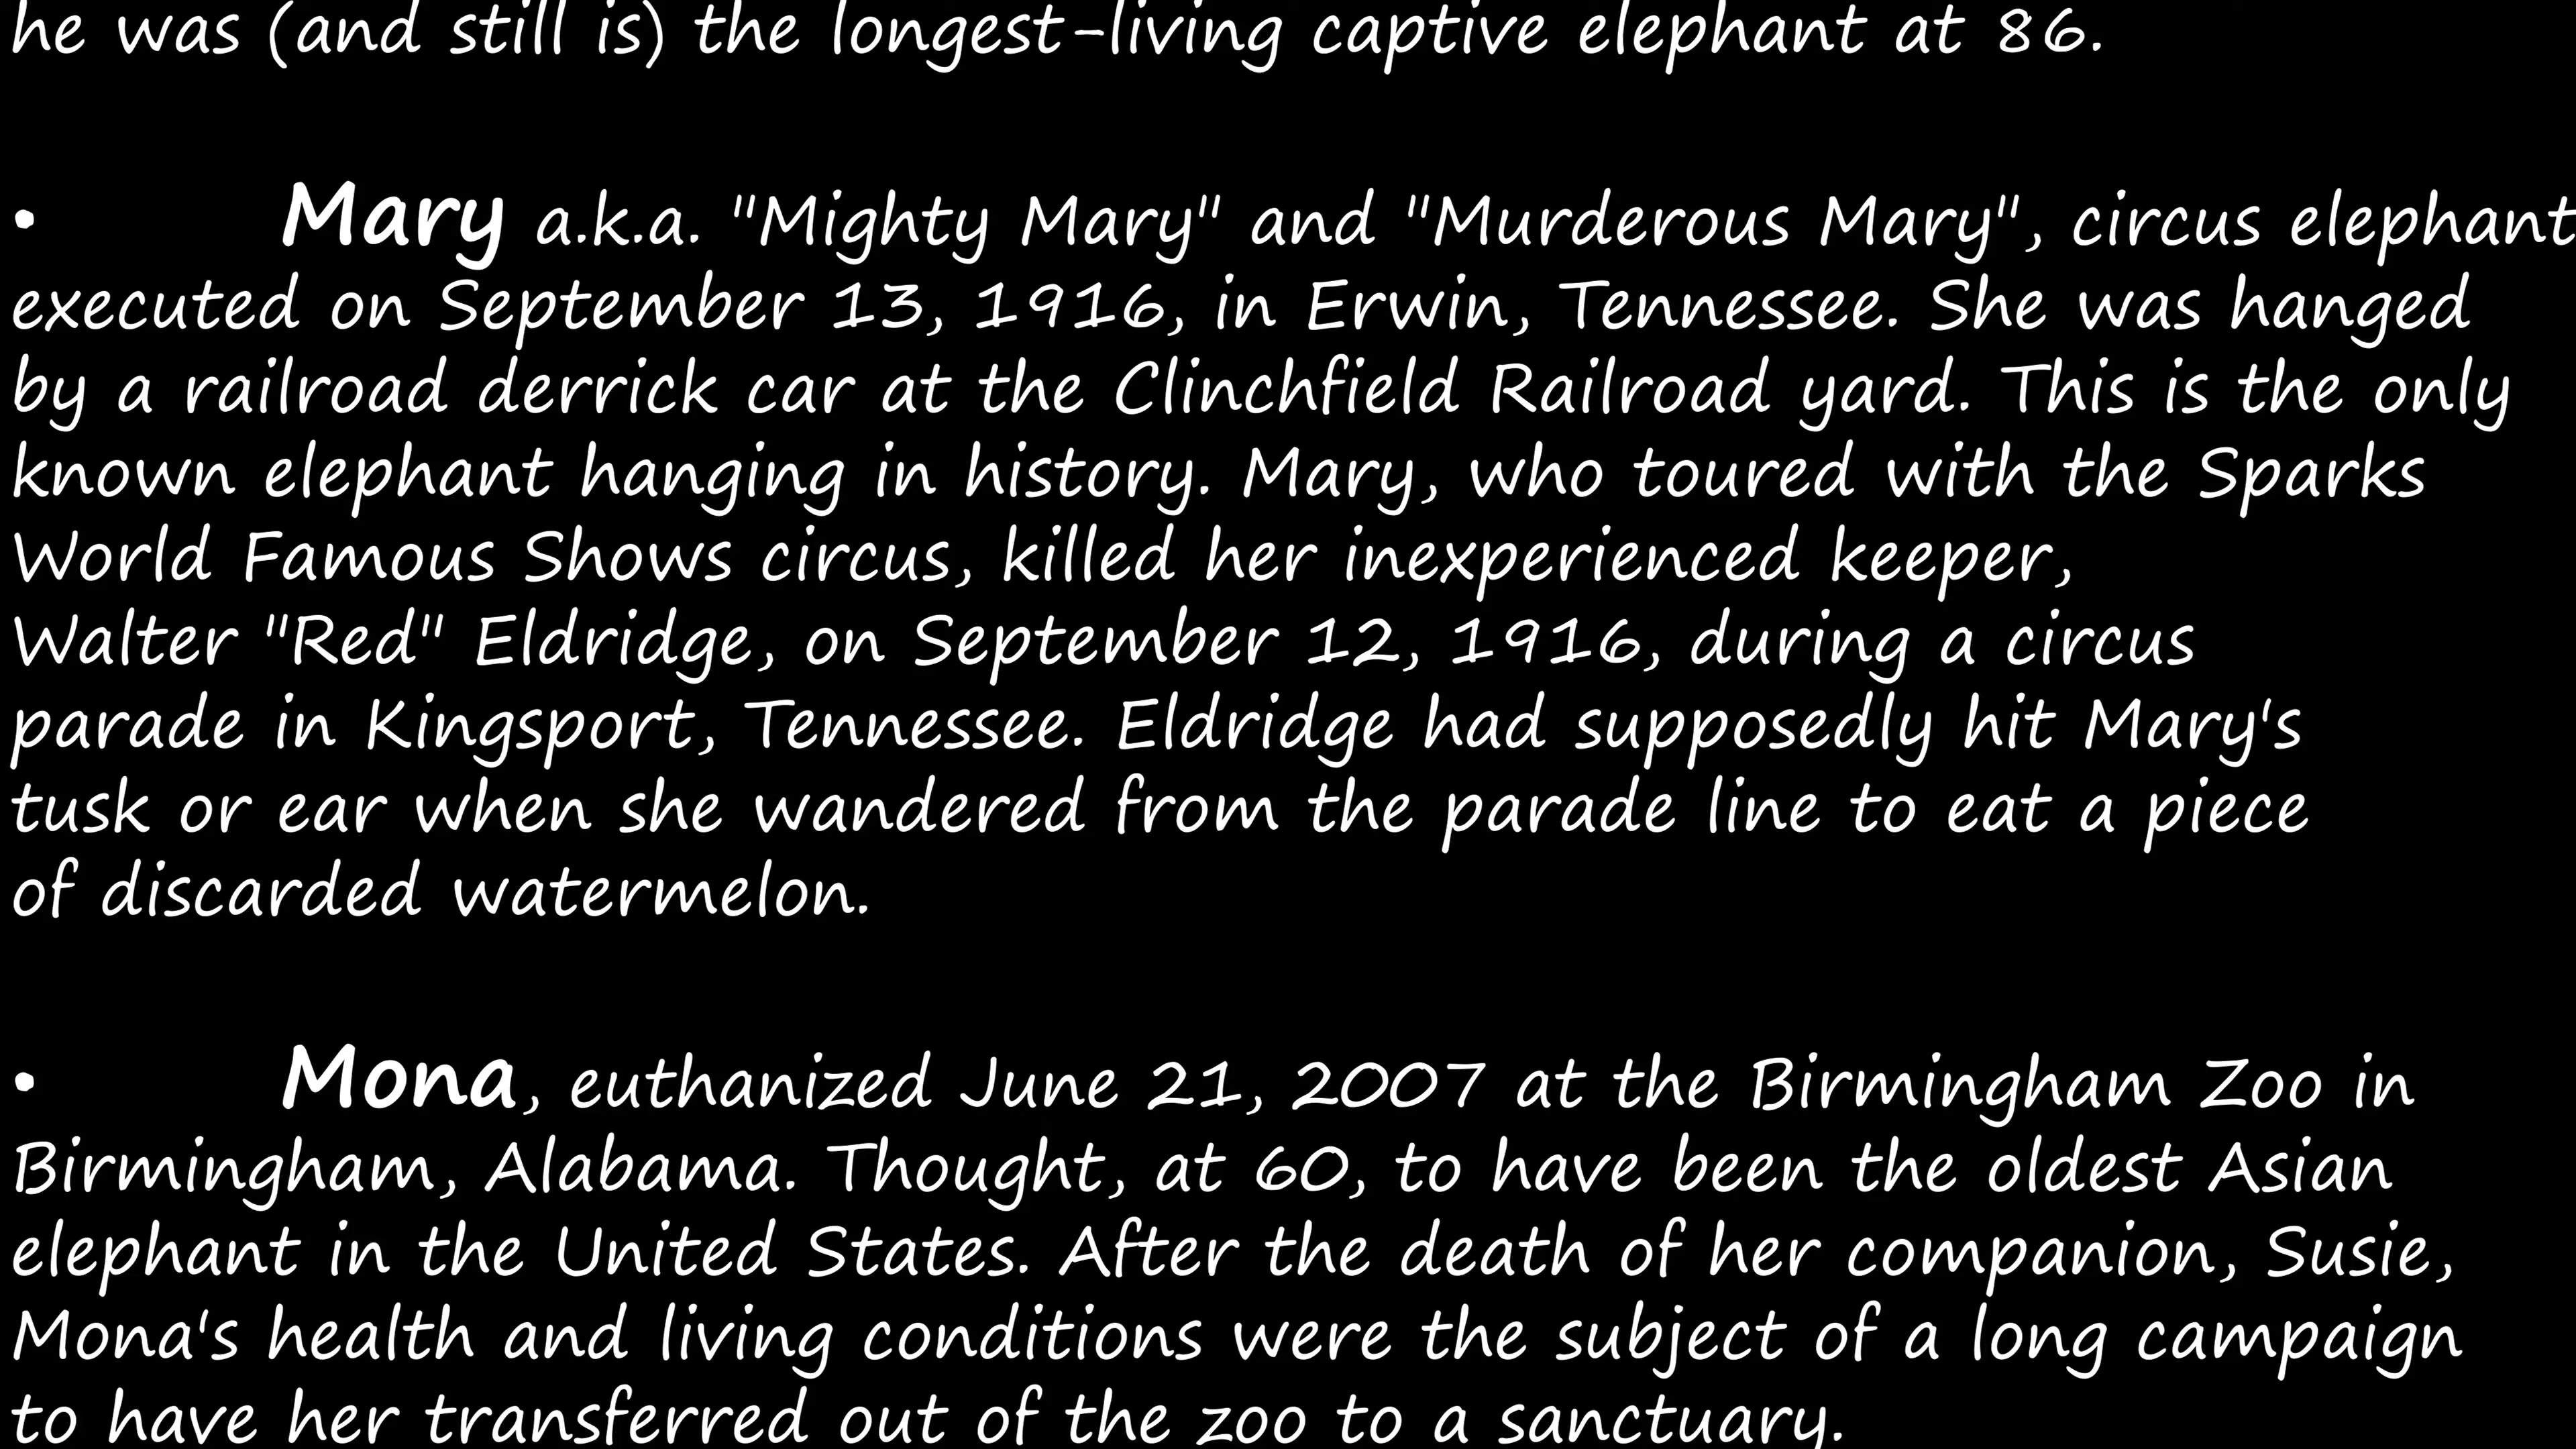 he was (and still is) the longest-living captive elephant at 86.
• Mary a.k.a. "Mighty Mary" and "Murderous Mary", circus elephant
executed on September 13, 1916, in Erwin, Tennessee. She was hanged
by a railroad derrick car at the Clinchfield Railroad yard. This is the only
known elephant hanging in history. Mary, who toured with the Sparks
World Famous Shows circus, killed her inexperienced keeper,
Walter "Red" Eldridge, on September 12, 1916, during a circus
parade in Kingsport, Tennessee. Eldridge had supposedly hit Mary's
tusk or ear when she wandered from the parade line to eat a piece
of discarded watermelon.
• Mona, euthanized June 21, 2007 at the Birmingham Zoo in
Birmingham, Alabama. Thought, at 60, to have been the oldest Asian
elephant in the United States. After the death of her companion, Susie,
Mona's health and living conditions were the subject of a long campaign
to have her transferred out of the zoo to a sanctuary.